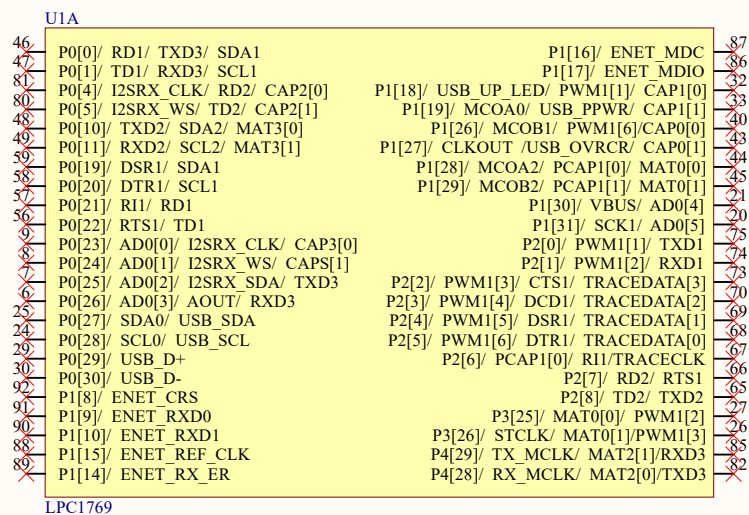 U1A
46 P0[0]/ RD1/ TXD3/ SDA1 P1[16]/ ENET_MDC 87
47 P0[1]/ TD1/ RXD3/ SCL1 P1[17]/ ENET_MDIO 86
81 P0[4]/ I2SRX_CLK/ RD2/ CAP2[0] P1[18]/ USB_UP_LED/ PWM1[1]/ CAP1[0] 32
80 P0[5]/ I2SRX_WS/ TD2/ CAP2[1] P1[19]/ MCOA0/ USB_PPWR/ CAP1[1] 33
48 P0[10]/ TXD2/ SDA2/ MAT3[0] P1[26]/ MCOB1/ PWM1[6]/CAP0[0] 40
49 P0[11]/ RXD2/ SCL2/ MAT3[1] P1[27]/ CLKOUT /USB_OVRCR/ CAP0[1] 43
59 P0[19]/ DSR1/ SDA1 P1[28]/ MCOA2/ PCAP1[0]/ MAT0[0] 44
58 P0[20]/ DTR1/ SCL1 P1[29]/ MCOB2/ PCAP1[1]/ MAT0[1] 45
57 P0[21]/ RI1/ RD1 P1[30]/ VBUS/ AD0[4] 21
56 P0[22]/ RTS1/ TD1 P1[31]/ SCK1/ AD0[5] 20
9 P0[23]/ AD0[0]/ I2SRX_CLK/ CAP3[0] P2[0]/ PWM1[1]/ TXD1 75
8 P0[24]/ AD0[1]/ I2SRX_WS/ CAPS[1] P2[1]/ PWM1[2]/ RXD1 74
7 P0[25]/ AD0[2]/ I2SRX_SDA/ TXD3 P2[2]/ PWM1[3]/ CTS1/ TRACEDATA[3] 73
6 P0[26]/ AD0[3]/ AOUT/ RXD3 P2[3]/ PWM1[4]/ DCD1/ TRACEDATA[2] 70
25 P0[27]/ SDA0/ USB_SDA P2[4]/ PWM1[5]/ DSR1/ TRACEDATA[1] 69
24 P0[28]/ SCL0/ USB_SCL P2[5]/ PWM1[6]/ DTR1/ TRACEDATA[0] 68
29 P0[29]/ USB_D+ P2[6]/ PCAP1[0]/ RI1/TRACECLK 67
30 P0[30]/ USB_D- P2[7]/ RD2/ RTS1 66
92 P1[8]/ ENET_CRS P2[8]/ TD2/ TXD2 65
91 P1[9]/ ENET_RXD0 P3[25]/ MAT0[0]/ PWM1[2] 27
90 P1[10]/ ENET_RXD1 P3[26]/ STCLK/ MAT0[1]/PWM1[3] 26
88 P1[15]/ ENET_REF_CLK P4[29]/ TX_MCLK/ MAT2[1]/RXD3 85
89 P1[14]/ ENET_RX_ER P4[28]/ RX_MCLK/ MAT2[0]/TXD3 82
LPC1769